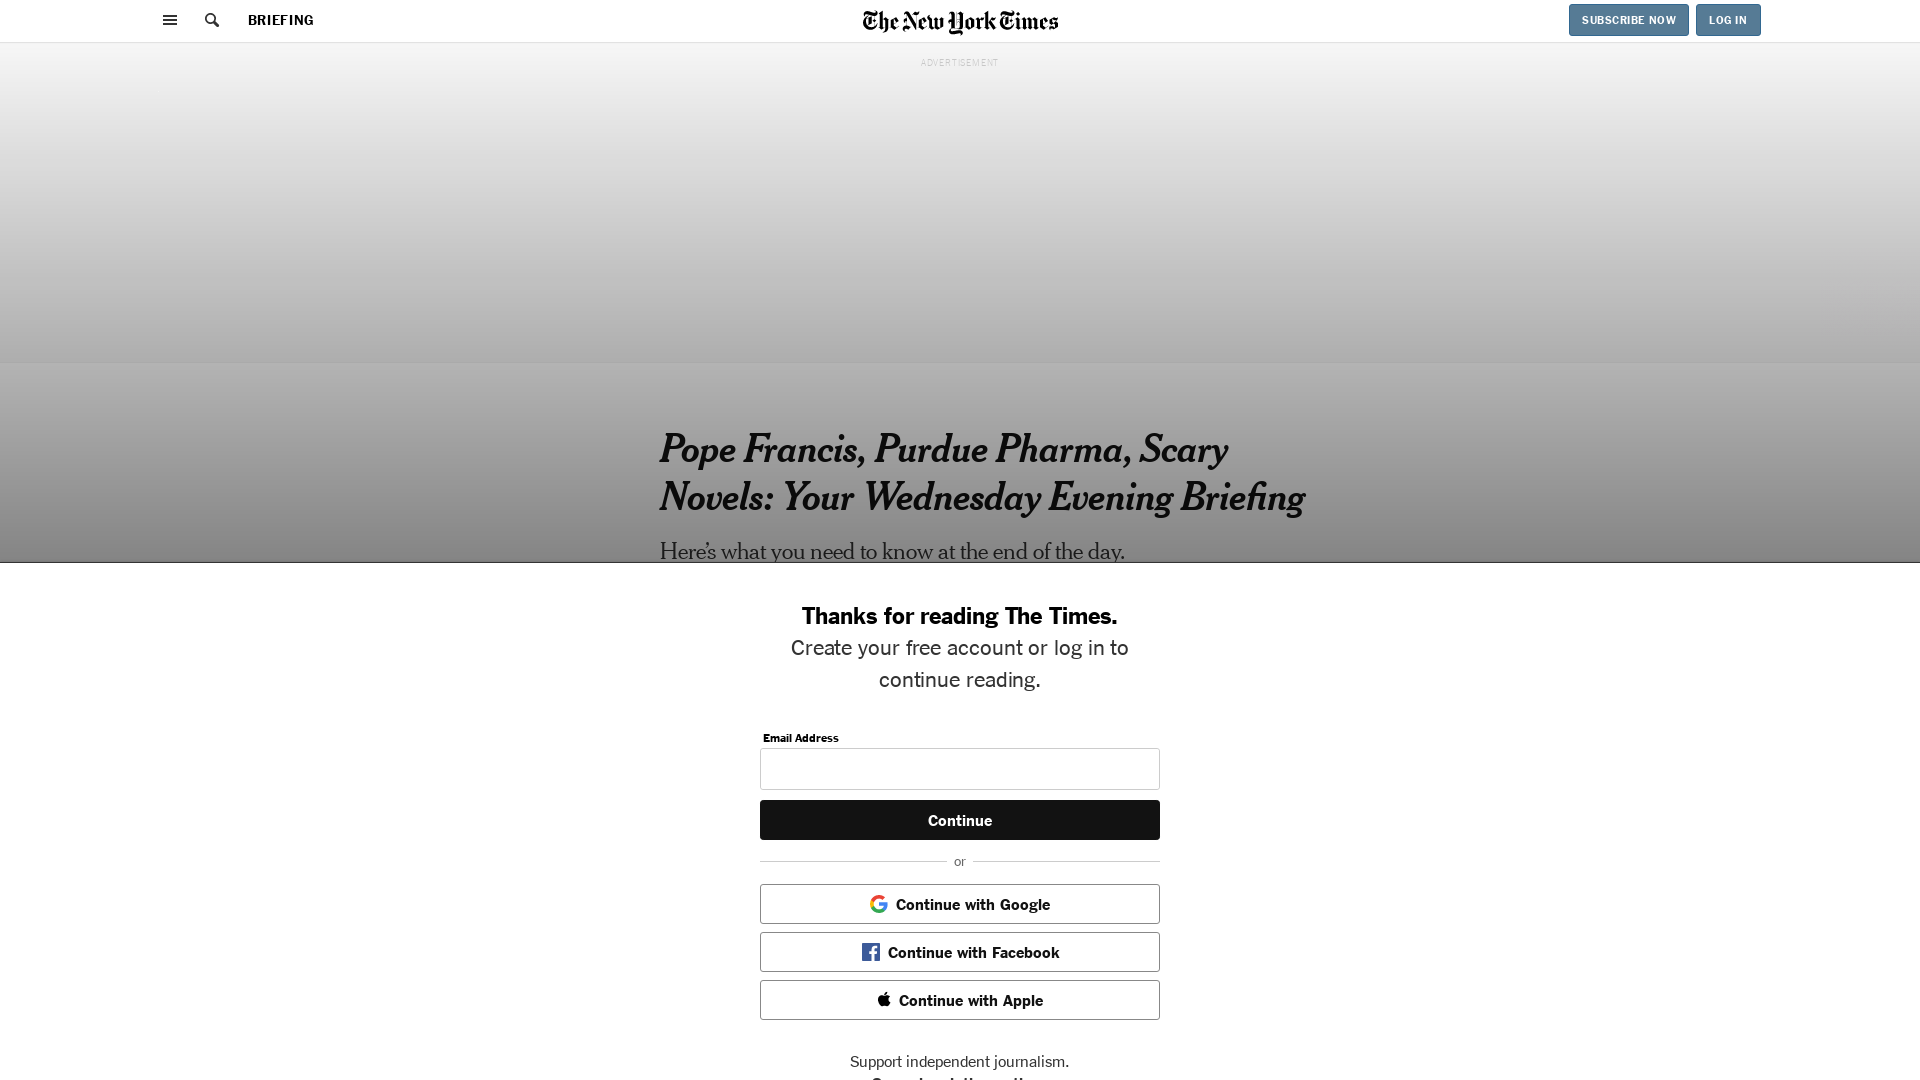 BRIEFING
The New York Times
SUBSCRIBE NOW
LOG IN
ADVERTISEMENT
Pope Francis, Purdue Pharma, Scary
Novels: Your Wednesday Evening Briefing
Here’s what you need to know at the end of the day.
Thanks for reading The Times.
Create your free account or log in to
continue reading.
Email Address
Continue
or
Continue with Google
Continue with Facebook
Continue with Apple
Support independent journalism.